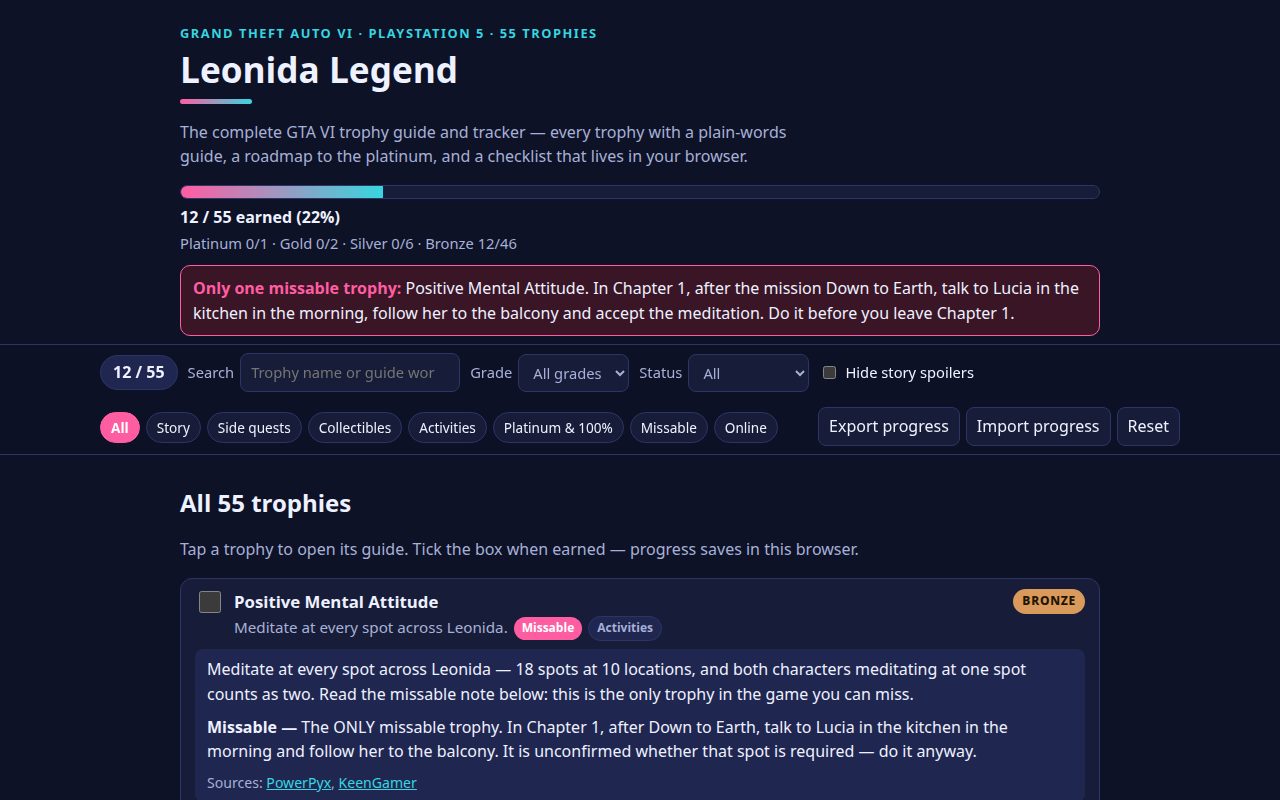 GRAND THEFT AUTO VI · PLAYSTATION 5 · 55 TROPHIES
Leonida Legend
The complete GTA VI trophy guide and tracker — every trophy with a plain-words
guide, a roadmap to the platinum, and a checklist that lives in your browser.
12 / 55 earned (22%)
Platinum 0/1 · Gold 0/2 · Silver 0/6 · Bronze 12/46
Only one missable trophy: Positive Mental Attitude. In Chapter 1, after the mission Down to Earth, talk to Lucia in the
kitchen in the morning, follow her to the balcony and accept the meditation. Do it before you leave Chapter 1.
12 / 55 Search Trophy name or guide wor Grade All grades Status All Hide story spoilers
All Story Side quests Collectibles Activities Platinum & 100% Missable Online Export progress Import progress Reset
All 55 trophies
Tap a trophy to open its guide. Tick the box when earned — progress saves in this browser.
Positive Mental Attitude BRONZE
Meditate at every spot across Leonida. Missable Activities
Meditate at every spot across Leonida — 18 spots at 10 locations, and both characters meditating at one spot
counts as two. Read the missable note below: this is the only trophy in the game you can miss.
Missable — The ONLY missable trophy. In Chapter 1, after Down to Earth, talk to Lucia in the kitchen in the
morning and follow her to the balcony. It is unconfirmed whether that spot is required — do it anyway.
Sources: PowerPyx, KeenGamer